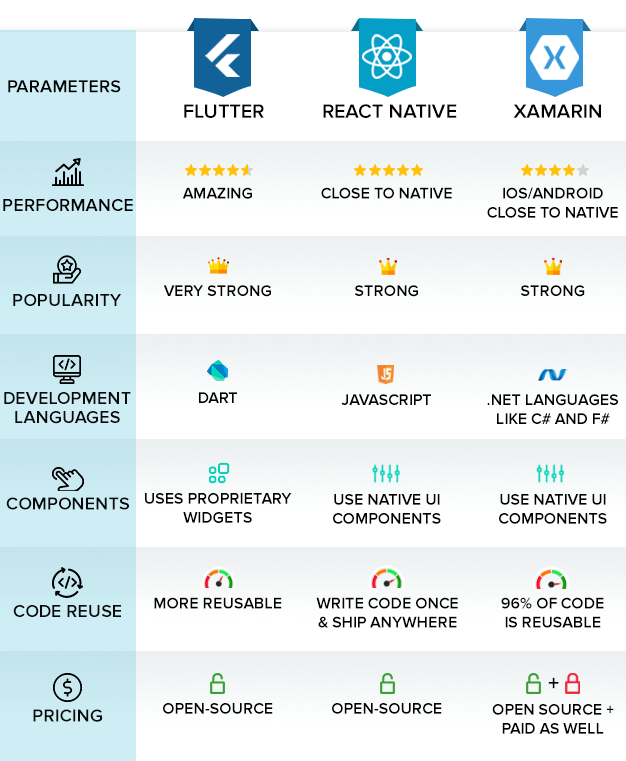 PARAMETERS
FLUTTER
REACT NATIVE
XAMARIN
PERFORMANCE
AMAZING
CLOSE TO NATIVE
IOS/ANDROID
CLOSE TO NATIVE
POPULARITY
VERY STRONG
STRONG
STRONG
DEVELOPMENT
LANGUAGES
DART
JAVASCRIPT
JS
.NET LANGUAGES
LIKE C# AND F#
COMPONENTS
USES PROPRIETARY
WIDGETS
USE NATIVE UI
COMPONENTS
USE NATIVE UI
COMPONENTS
CODE REUSE
MORE REUSABLE
WRITE CODE ONCE
& SHIP ANYWHERE
96% OF CODE
IS REUSABLE
PRICING
OPEN-SOURCE
OPEN-SOURCE
+
OPEN SOURCE +
PAID AS WELL